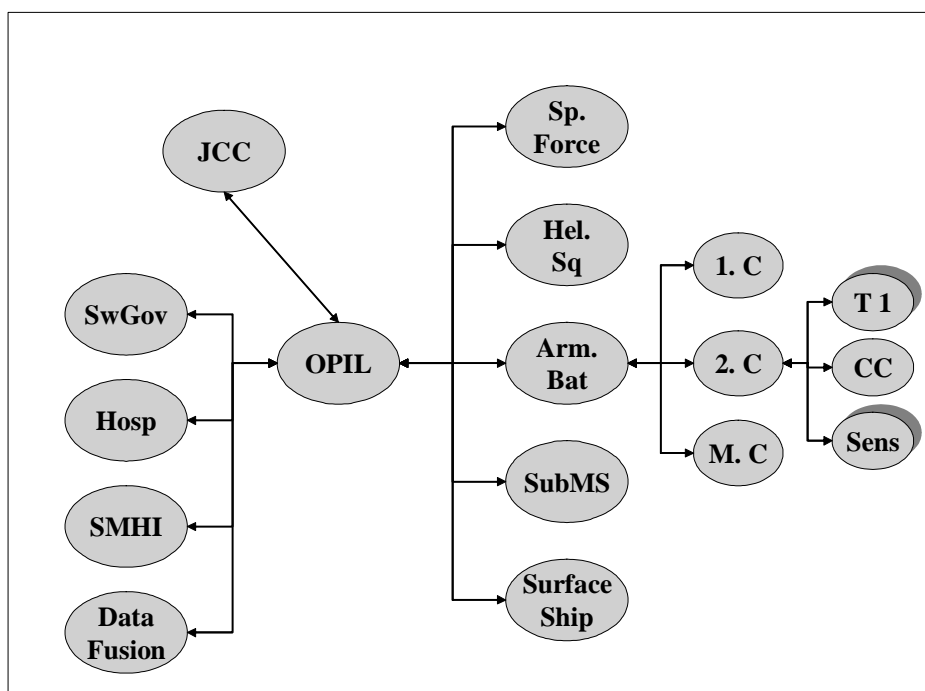 JCC
SwGov
Hosp
SMHI
Data
Fusion
OPIL
Sp.
Force
Hel.
Sq
Arm.
Bat
SubMS
Surface
Ship
1. C
2. C
M. C
T 1
CC
Sens